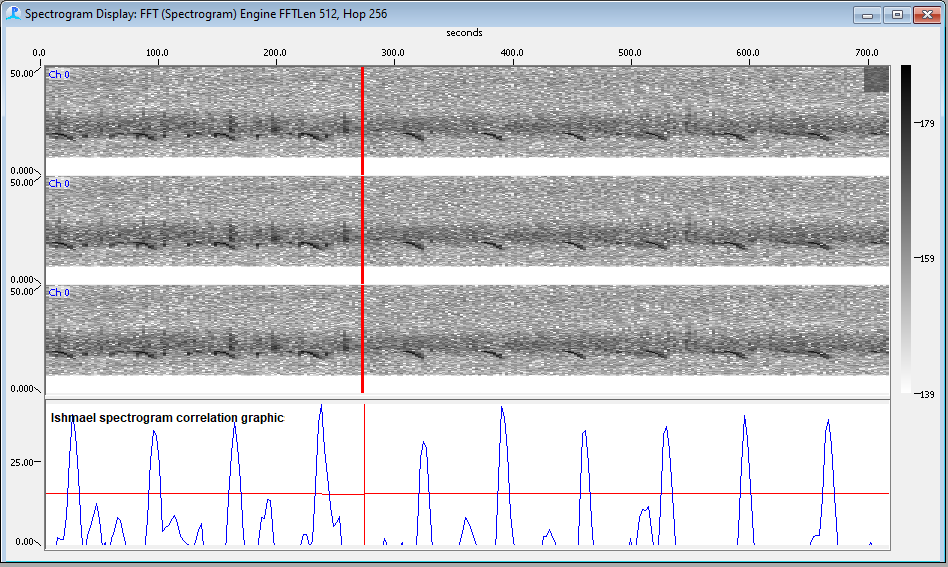 Spectrogram Display: FFT (Spectrogram) Engine FFTLen 512, Hop 256
seconds
0.0 100.0 200.0 300.0 400.0 500.0 600.0 700.0
50.00
Ch 0
179
0.000
50.00
Ch 0
159
0.000
50.00
Ch 0
0.000
139
Ishmael spectrogram correlation graphic
25.00
0.00